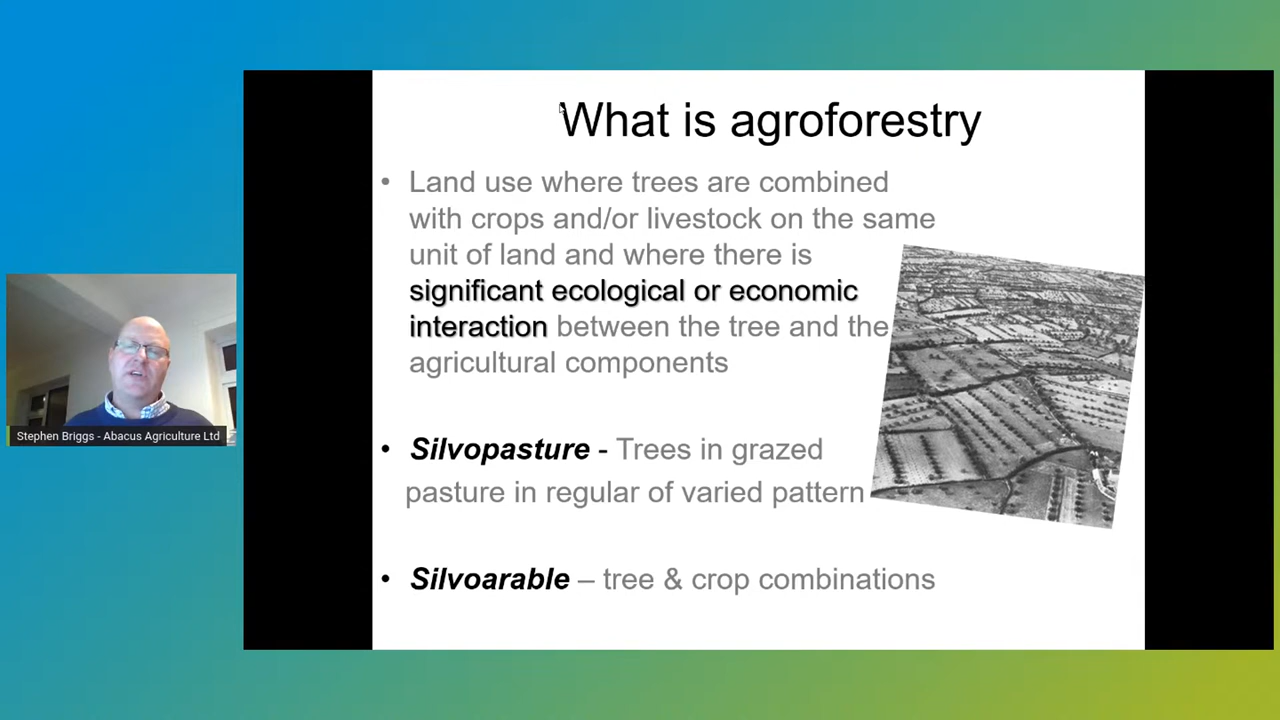 What is agroforestry
• Land use where trees are combined
with crops and/or livestock on the same
unit of land and where there is
significant ecological or economic
interaction between the tree and the
agricultural components
• Silvopasture - Trees in grazed
pasture in regular of varied pattern
• Silvoarable – tree & crop combinations
Stephen Briggs - Abacus Agriculture Ltd